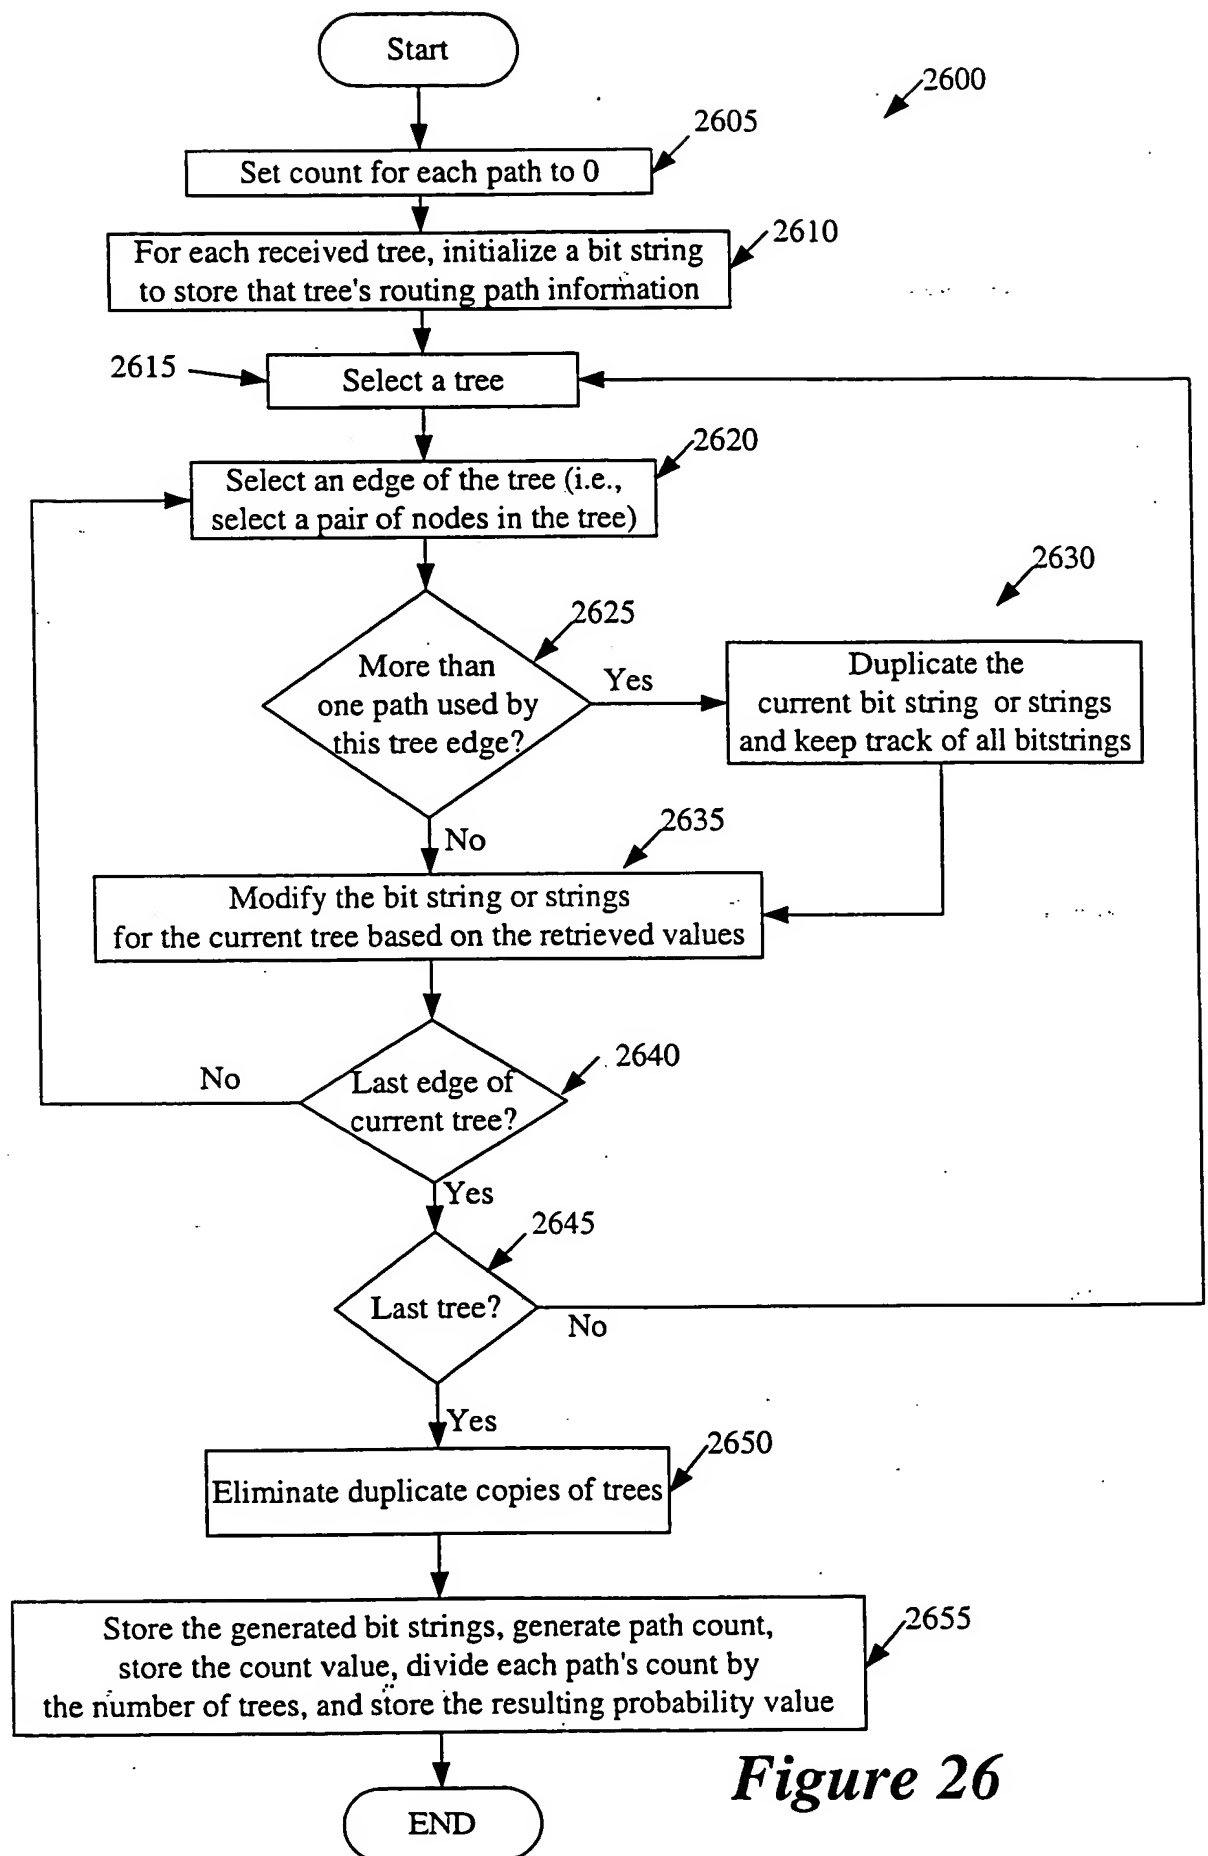 Start
2600
2605
Set count for each path to 0
2610
For each received tree, initialize a bit string
to store that tree's routing path information
2615
Select a tree
2620
Select an edge of the tree (i.e.,
select a pair of nodes in the tree)
2630
2625
More than
one path used by
this tree edge?
Yes
Duplicate the
current bit string or strings
and keep track of all bitstrings
No
2635
Modify the bit string or strings
for the current tree based on the retrieved values
2640
No
Last edge of
current tree?
Yes
2645
Last tree?
No
Yes
2650
Eliminate duplicate copies of trees
2655
Store the generated bit strings, generate path count,
store the count value, divide each path's count by
the number of trees, and store the resulting probability value
Figure 26
END